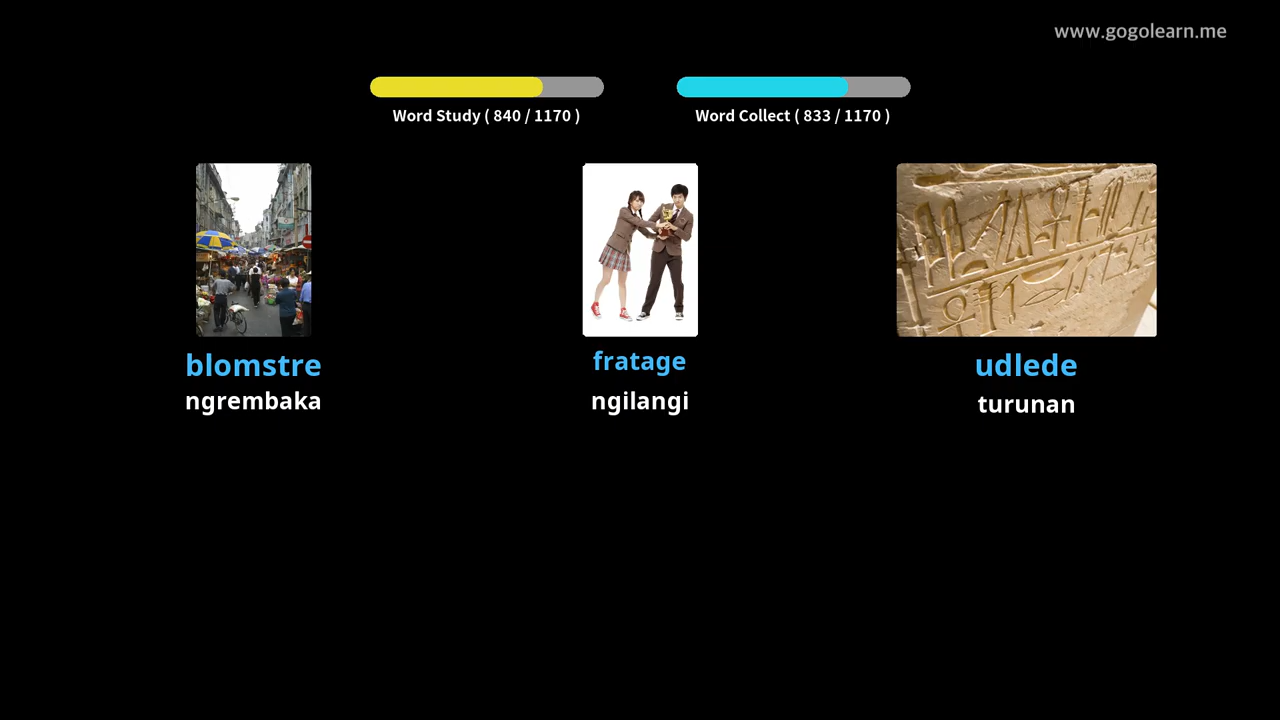 www.gogolearn.me
Word Study ( 840 / 1170 )
Word Collect ( 833 / 1170 )
blomstre
ngrembaka
fratage
ngilangi
udlede
turunan